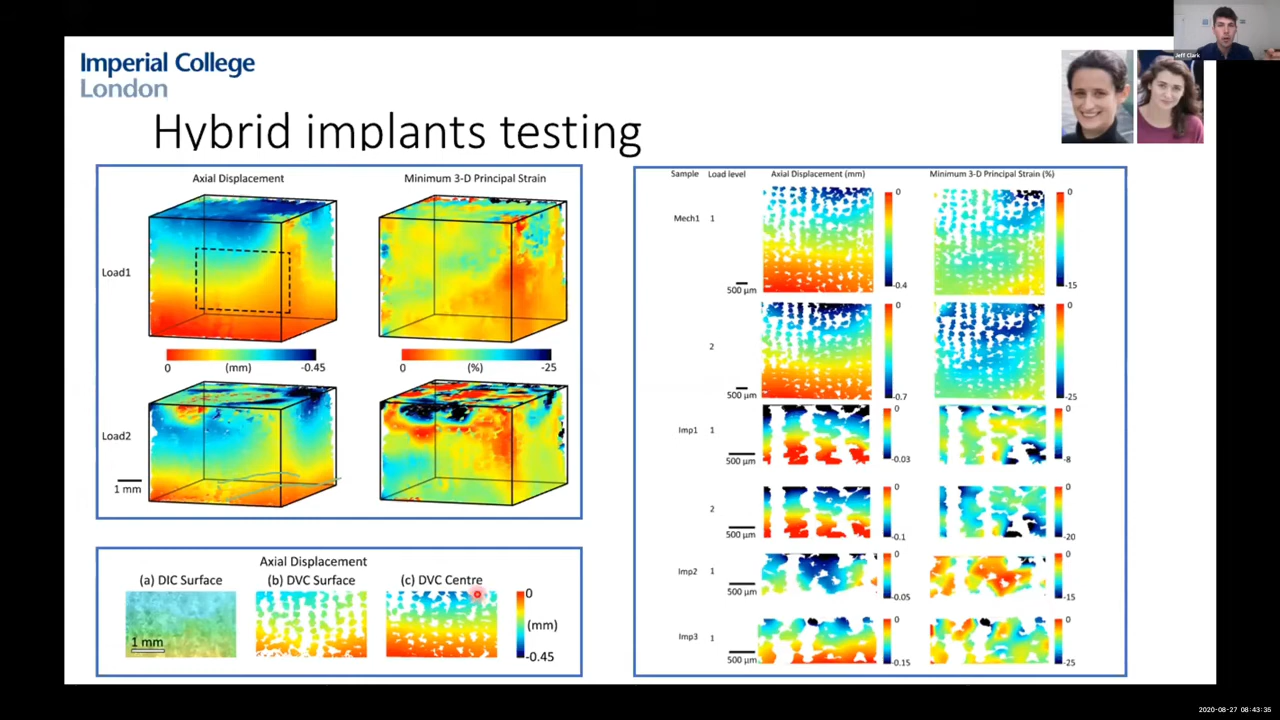 Jeff Clark
Imperial College
London
Hybrid implants testing
Axial Displacement
Minimum 3-D Principal Strain
Load1
0
(mm)
-0.45
0
(%)
-25
Load2
1 mm
Axial Displacement
(a) DIC Surface
(b) DVC Surface
(c) DVC Centre
1 mm
0
(mm)
-0.45
Sample
Load level
Axial Displacement (mm)
Minimum 3-D Principal Strain (%)
Mech1
1
500 µm
0
-0.4
0
-15
2
500 µm
0
-0.7
0
-25
Imp1
1
500 µm
0
-0.03
0
-8
2
500 µm
0
-0.1
0
-20
Imp2
1
500 µm
0
-0.05
0
-15
Imp3
1
500 µm
0
-0.15
0
-25
2020-08-27 08:43:35